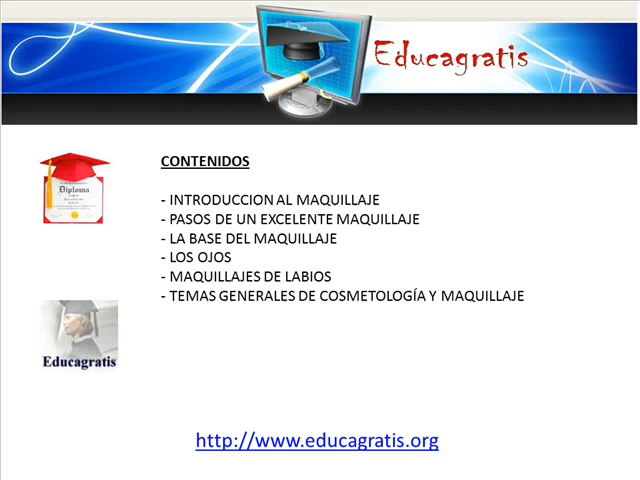 Educagratis
CONTENIDOS
- INTRODUCCION AL MAQUILLAJE
- PASOS DE UN EXCELENTE MAQUILLAJE
- LA BASE DEL MAQUILLAJE
- LOS OJOS
- MAQUILLAJES DE LABIOS
- TEMAS GENERALES DE COSMETOLOGÍA Y MAQUILLAJE
Diploma
Educagratis
http://www.educagratis.org